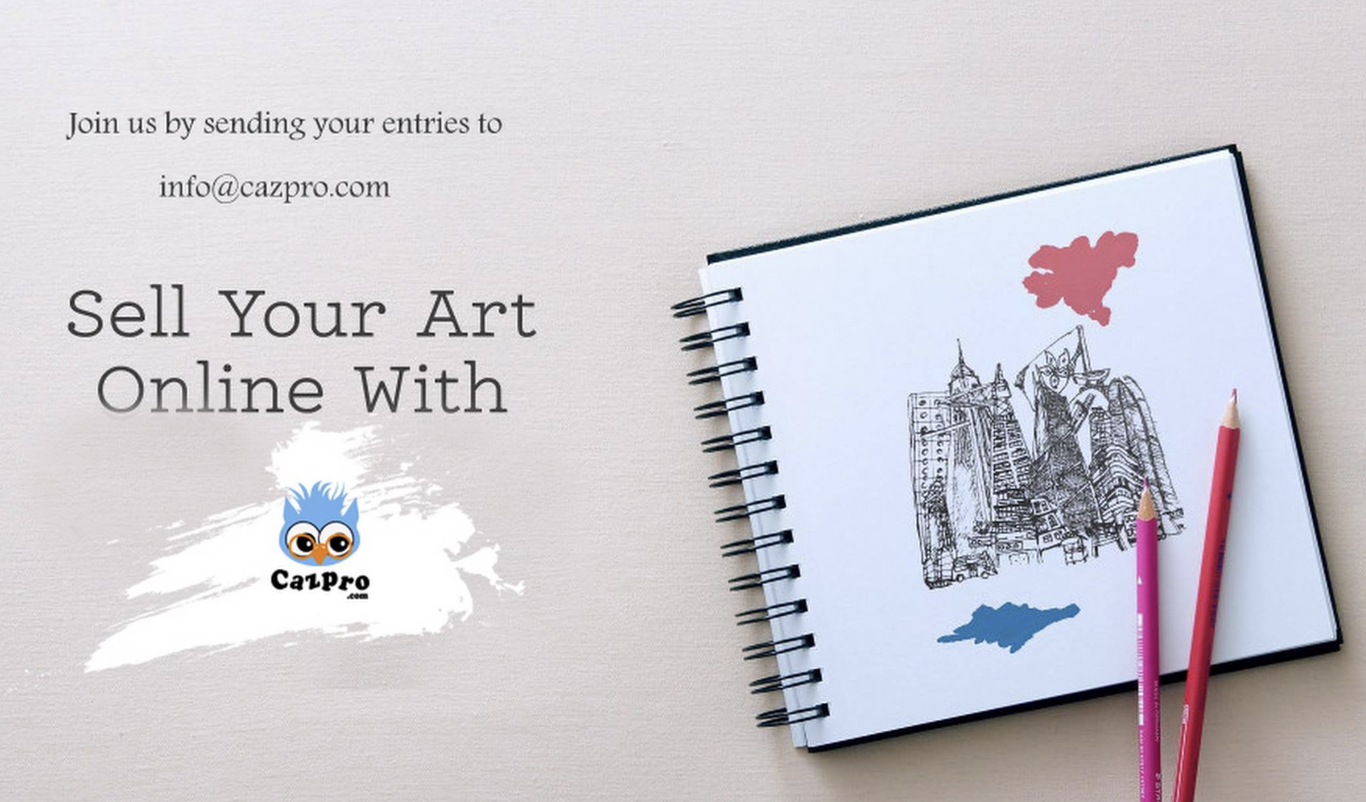 Join us by sending your entries to
info@cazpro.com
Sell Your Art
Online With
Cazpro
.com